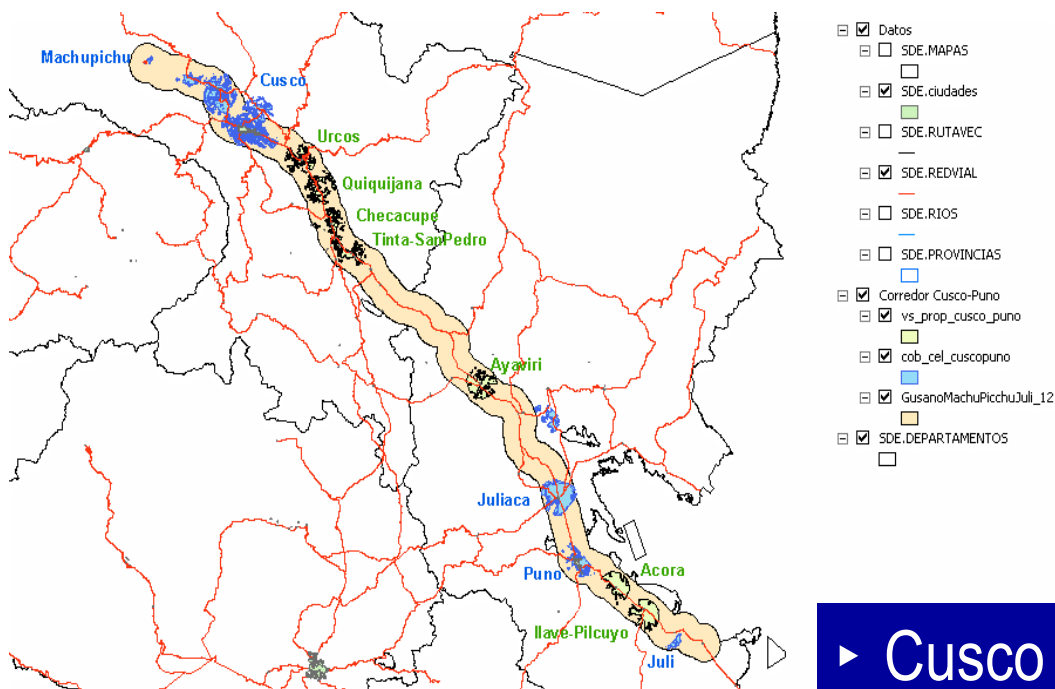 Machupichu
Cusco
Urcos
Quiquijana
Checacupe
Tinta-SanPedro
Ayaviri
Juliaca
Puno
Acora
Ilave-Pilcuyo
Juli
Datos
SDE.MAPAS
SDE.ciudades
SDE.RUTAVEC
SDE.REDVIAL
SDE.RIOS
SDE.PROVINCIAS
Corredor Cusco-Puno
vs_prop_cusco_puno
cob_cel_cuscopuno
GusanoMachuPicchuJuli_12
SDE.DEPARTAMENTOS
Cusco